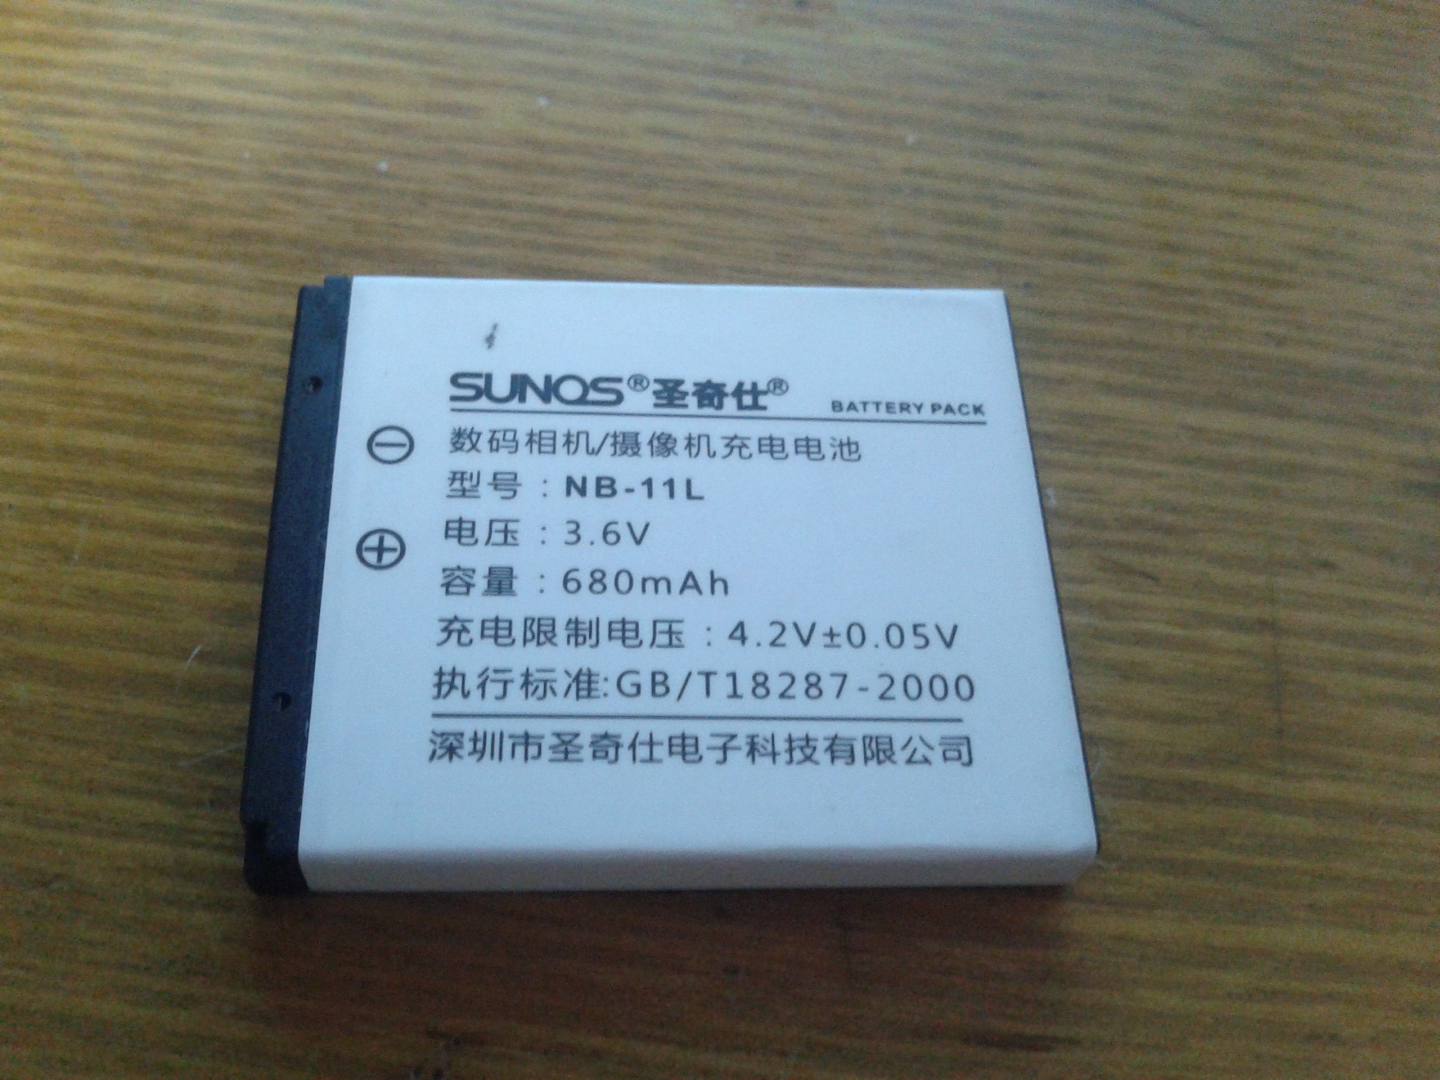 SUNQS®圣奇仕® BATTERY PACK
数码相机/摄像机充电电池
型号：NB-11L
电压：3.6V
容量：680mAh
充电限制电压：4.2V±0.05V
执行标准:GB/T18287-2000
深圳市圣奇仕电子科技有限公司